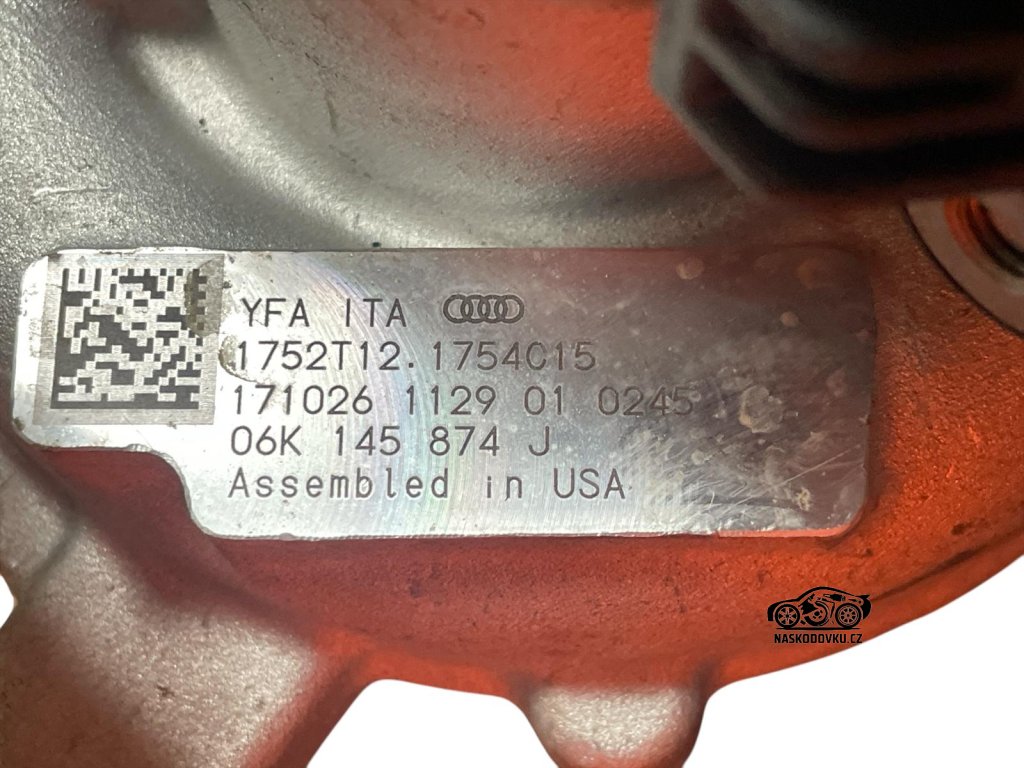 YFA ITA
1752T12.1754C15
171026 1129 01 0245
06K 145 874 J
Assembled in USA
NASKODOVKU.CZ